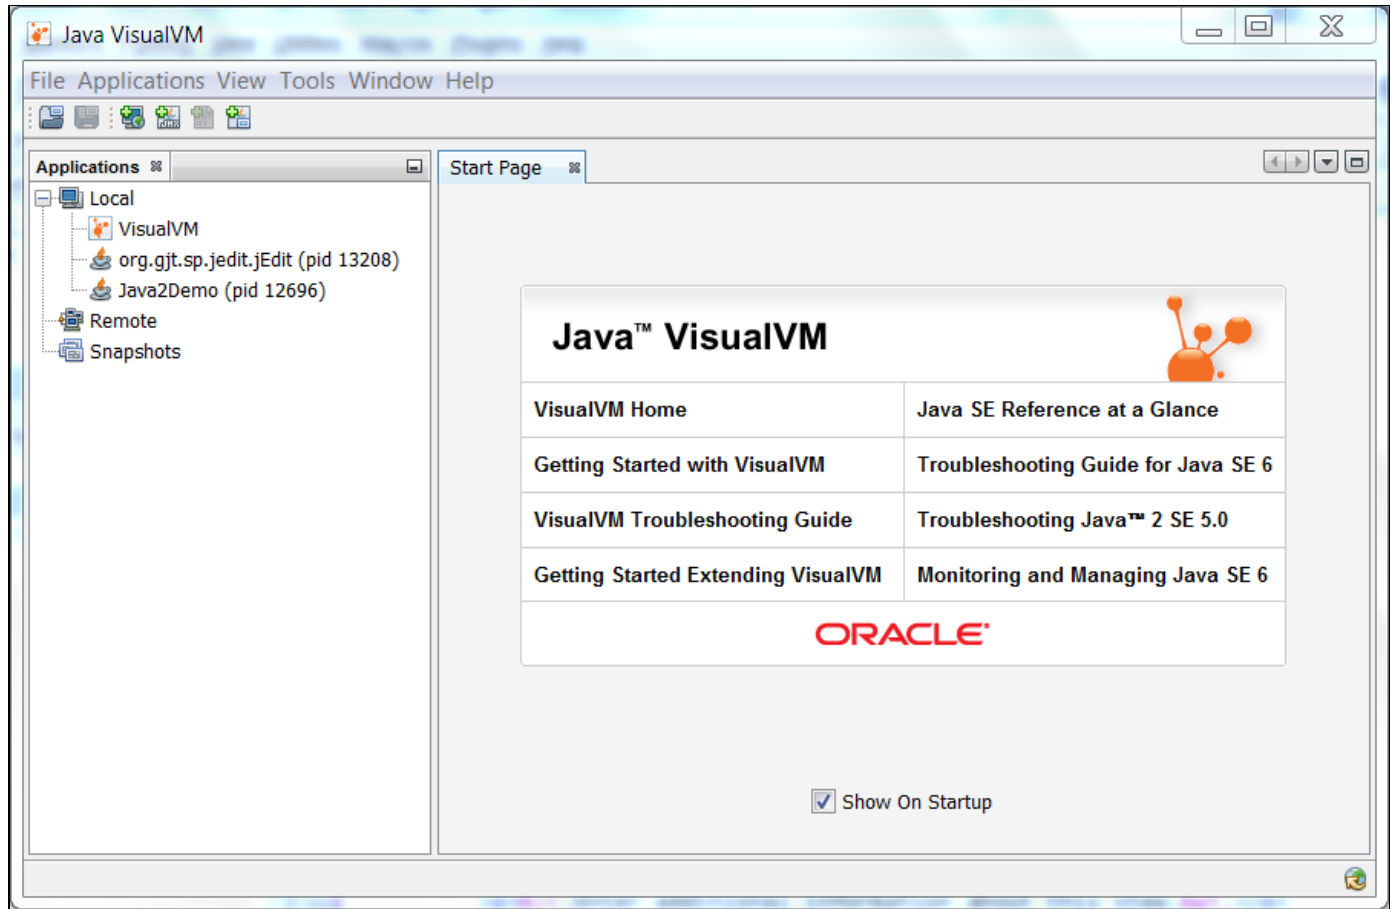 Java VisualVM
File Applications View Tools Window Help
Applications
Start Page
Local
VisualVM
org.gjt.sp.jedit.jEdit (pid 13208)
Java2Demo (pid 12696)
Remote
Snapshots
Java™ VisualVM
VisualVM Home
Java SE Reference at a Glance
Getting Started with VisualVM
Troubleshooting Guide for Java SE 6
VisualVM Troubleshooting Guide
Troubleshooting Java™ 2 SE 5.0
Getting Started Extending VisualVM
Monitoring and Managing Java SE 6
ORACLE
Show On Startup